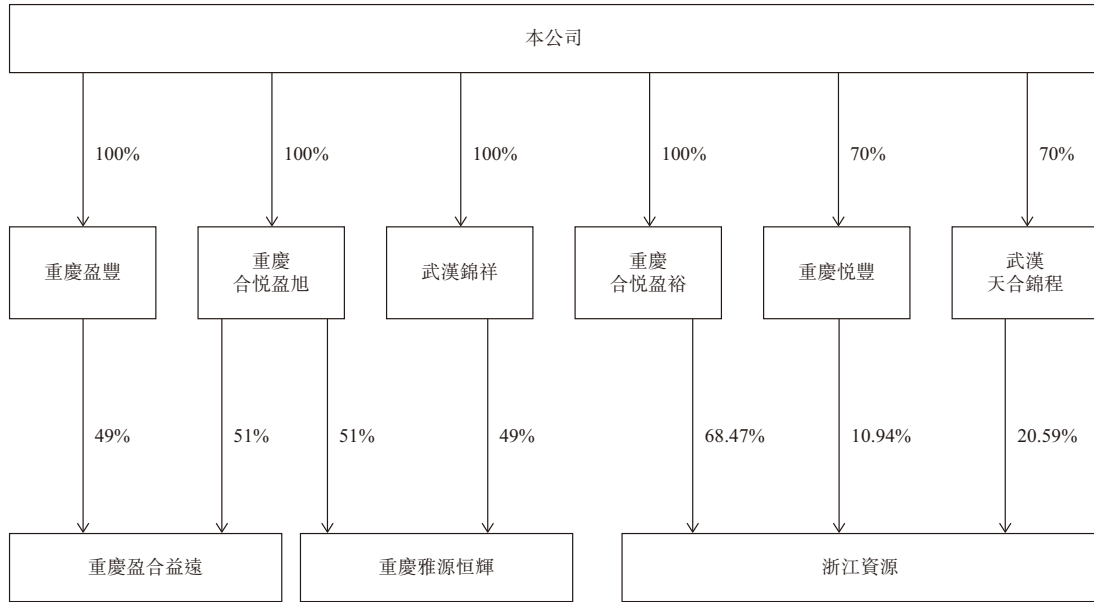 本公司
100%
100%
100%
100%
70%
70%
重慶盈豐
重慶
合悦盈旭
武漢錦祥
重慶
合悦盈裕
重慶悦豐
武漢
天合錦程
49%
51%
51%
49%
68.47%
10.94%
20.59%
重慶盈合益遠
重慶雅源恒輝
浙江資源